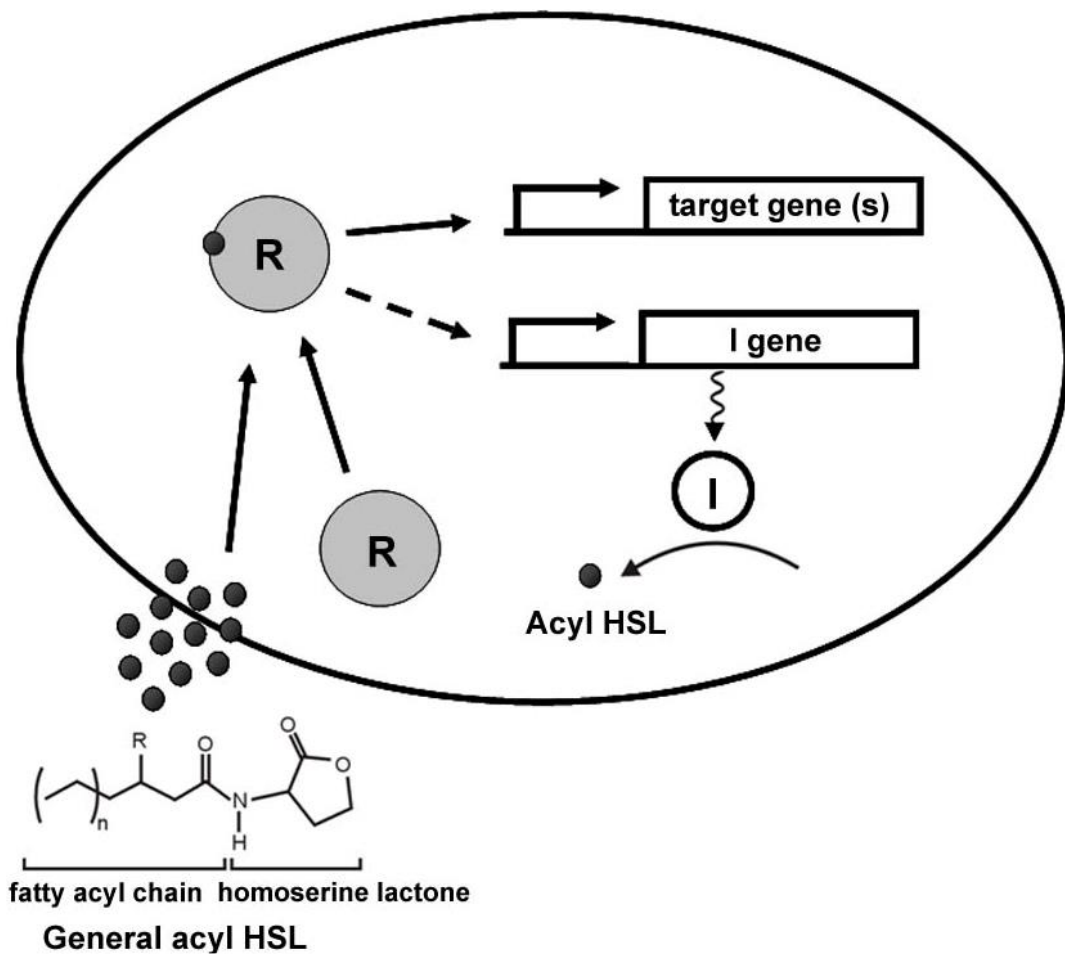 target gene (s)
R
I gene
I
R
Acyl HSL
R
O
O
O
N
H
n
fatty acyl chain homoserine lactone
General acyl HSL